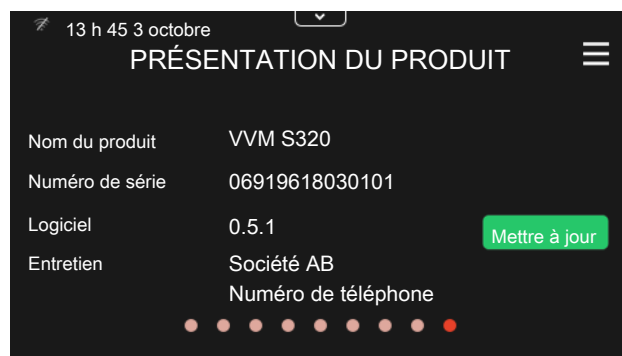 13 h 45 3 octobre
PRÉSENTATION DU PRODUIT
Nom du produit VVM S320
Numéro de série 06919618030101
Logiciel 0.5.1
Mettre à jour
Entretien Société AB
Numéro de téléphone